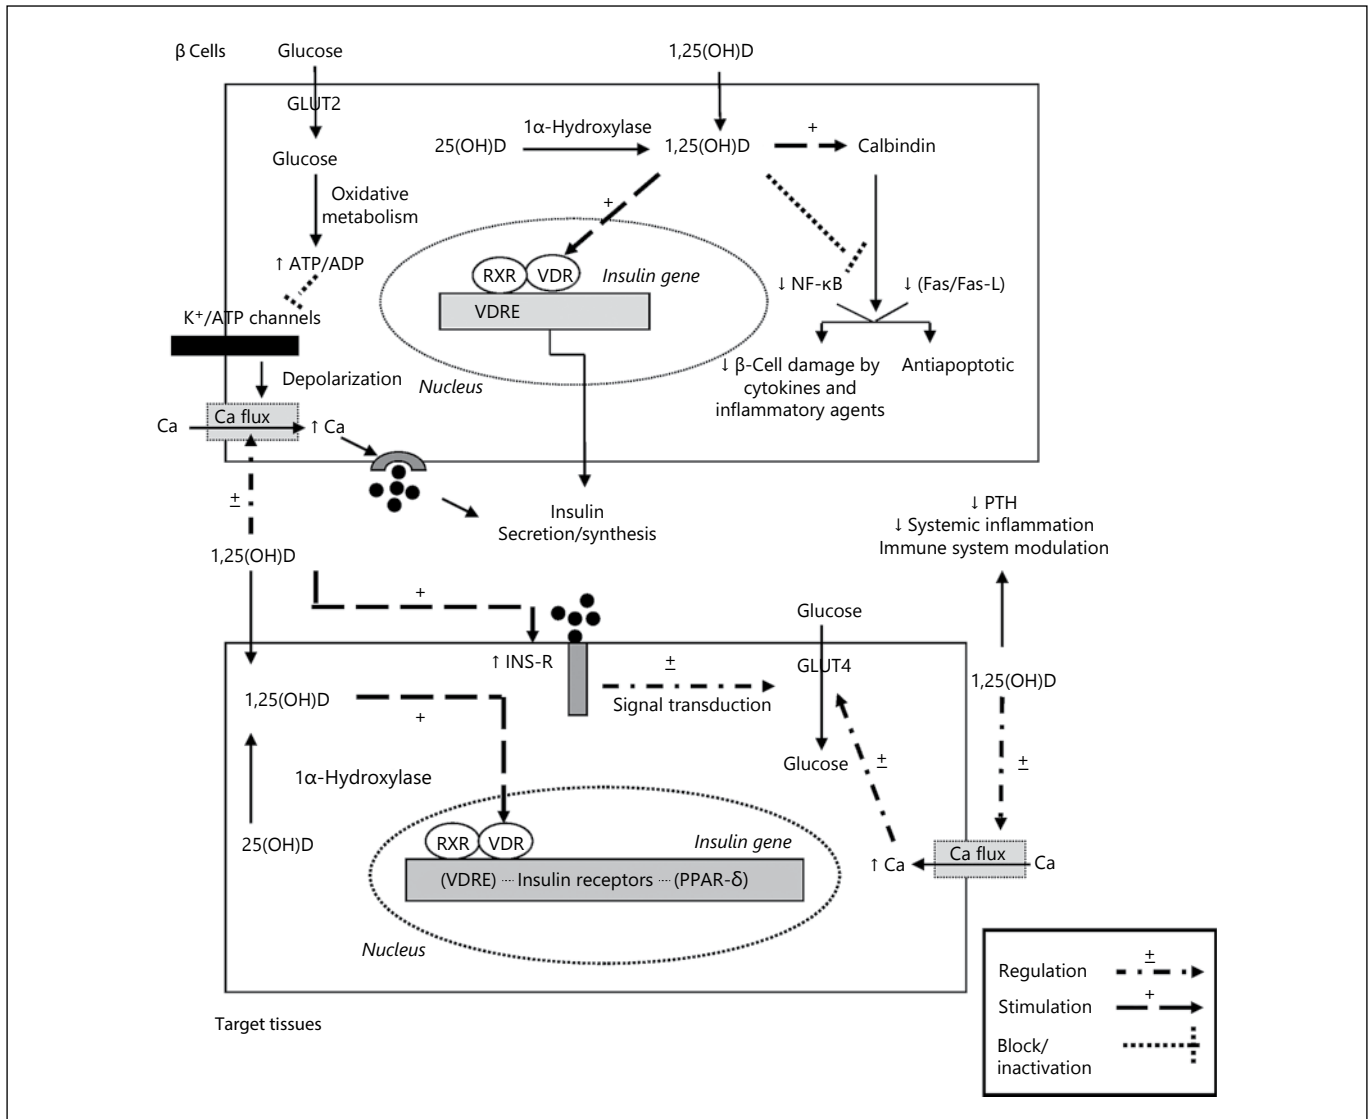 β Cells
Glucose
1,25(OH)D
GLUT2
Glucose
25(OH)D
1α-Hydroxylase
1,25(OH)D
+
Calbindin
Oxidative
metabolism
+
↑ ATP/ADP
RXR
VDR
Insulin gene
VDRE
Nucleus
↓ NF-κB
↓ (Fas/Fas-L)
K⁺/ATP channels
Depolarization
↓ β-Cell damage by
cytokines and
inflammatory agents
Antiapoptotic
Ca
Ca flux
↑ Ca
±
Insulin
Secretion/synthesis
↓ PTH
↓ Systemic inflammation
Immune system modulation
1,25(OH)D
+
Glucose
↑ INS-R
±
Signal transduction
GLUT4
1,25(OH)D
1,25(OH)D
+
Glucose
±
±
1α-Hydroxylase
25(OH)D
RXR
VDR
Insulin gene
(VDRE) ···· Insulin receptors ···· (PPAR-δ)
Nucleus
↑ Ca
Ca flux
Ca
Target tissues
Regulation
±
Stimulation
+
Block/
inactivation